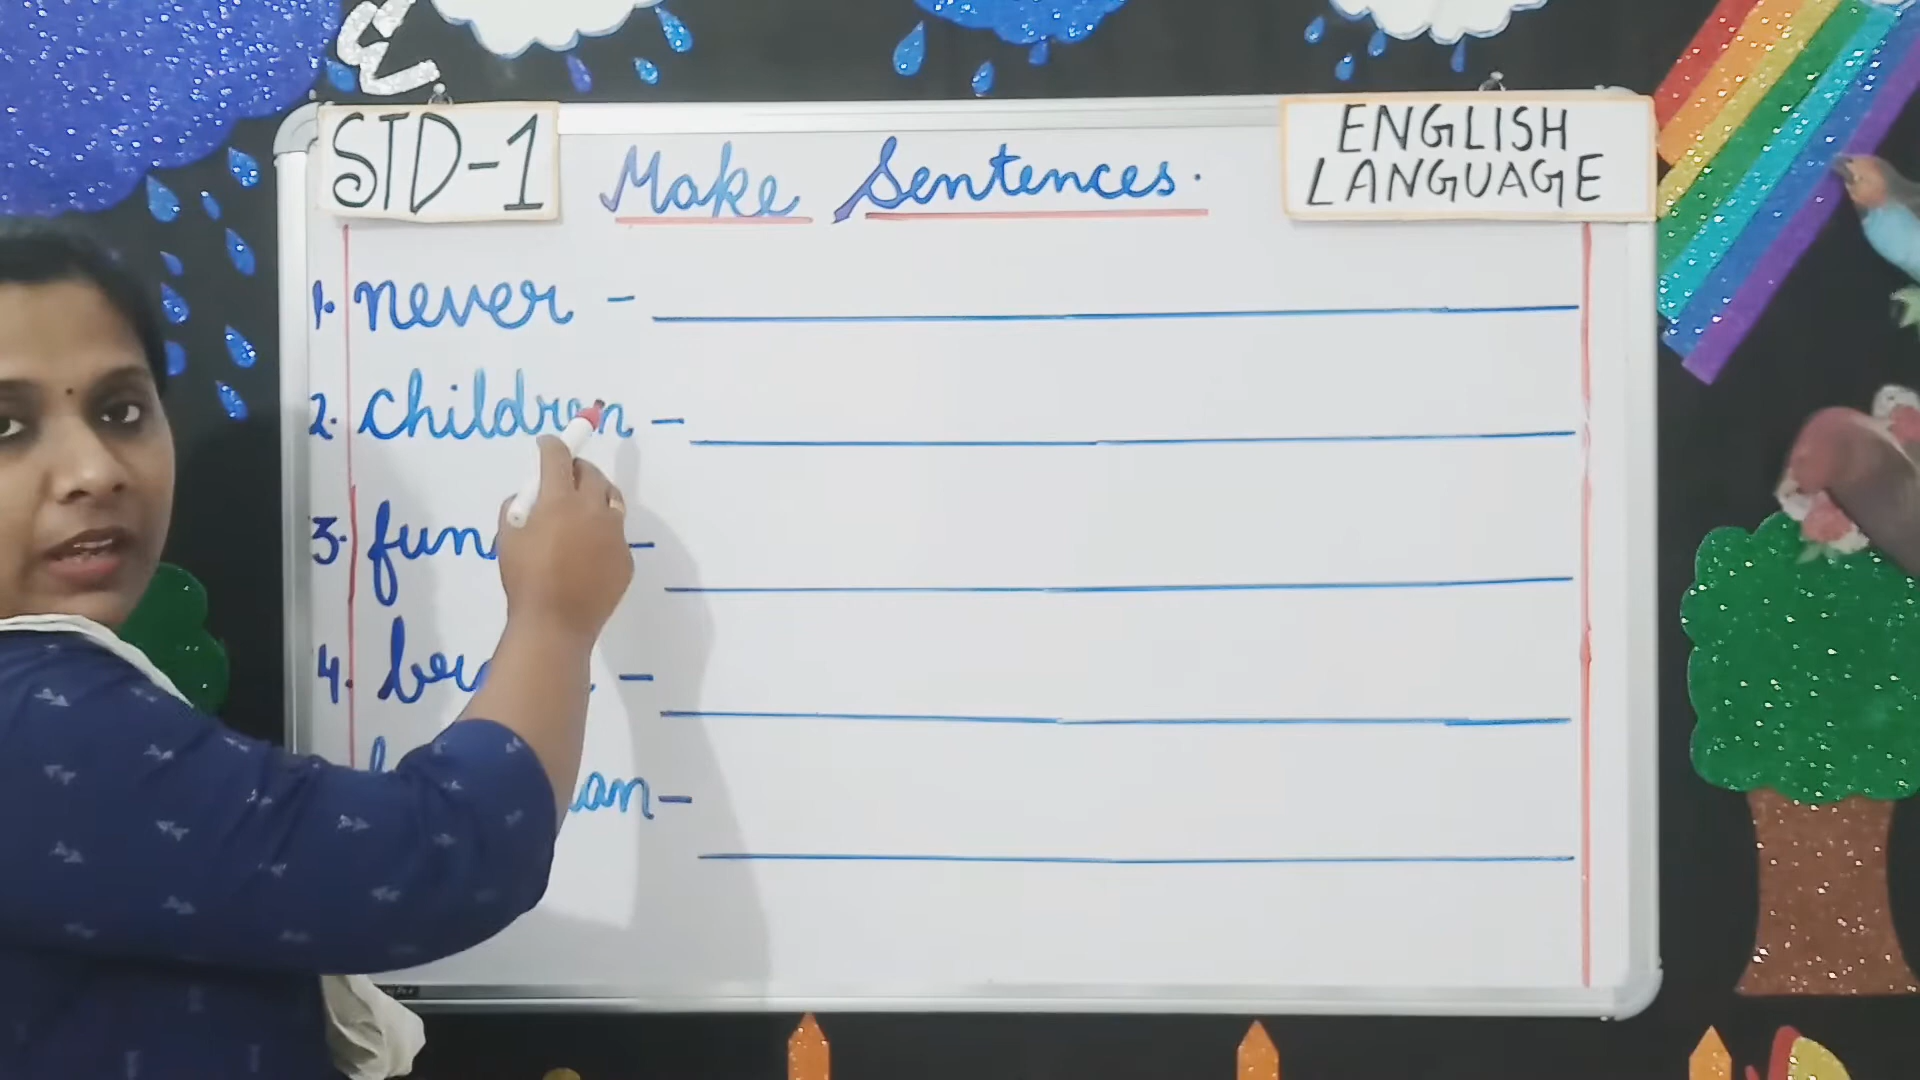 STD-1
Make Sentences.
ENGLISH
LANGUAGE
1. never -
2. children -
3.
4.